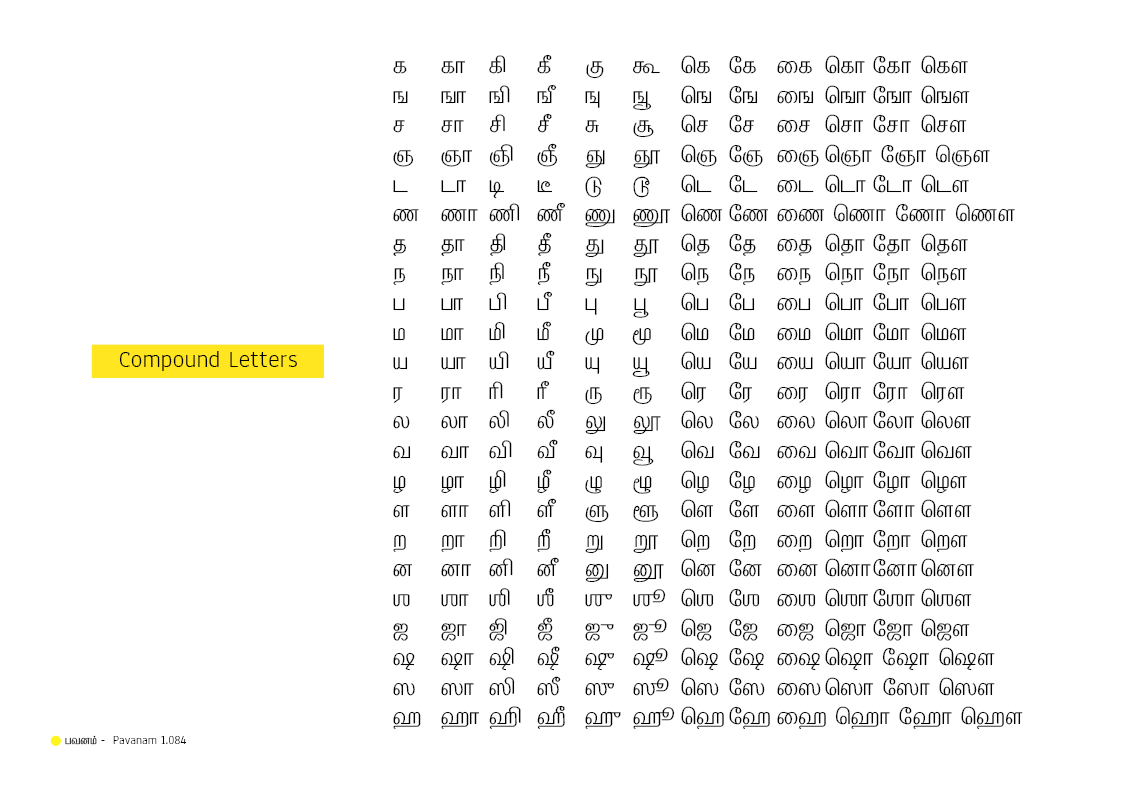 க கா கி கீ கு கூ கெ கே கை கொ கோ கௌ
ங ஙா ஙி ஙீ ஙு ஙூ ஙெ ஙே ஙை ஙொ ஙோ ஙௌ
ச சா சி சீ சு சூ செ சே சை சொ சோ சௌ
ஞ ஞா ஞி ஞீ ஞு ஞூ ஞெ ஞே ஞை ஞொ ஞோ ஞௌ
ட டா டி டீ டு டூ டெ டே டை டொ டோ டௌ
ண ணா ணி ணீ ணு ணூ ணெ ணே ணை ணொ ணோ ணௌ
த தா தி தீ து தூ தெ தே தை தொ தோ தௌ
ந நா நி நீ நு நூ நெ நே நை நொ நோ நௌ
ப பா பி பீ பு பூ பெ பே பை பொ போ பௌ
ம மா மி மீ மு மூ மெ மே மை மொ மோ மௌ
Compound Letters
ய யா யி யீ யு யூ யெ யே யை யொ யோ யௌ
ர ரா ரி ரீ ரு ரூ ரெ ரே ரை ரொ ரோ ரௌ
ல லா லி லீ லு லூ லெ லே லை லொ லோ லௌ
வ வா வி வீ வு வூ வெ வே வை வொ வோ வௌ
ழ ழா ழி ழீ ழு ழூ ழெ ழே ழை ழொ ழோ ழௌ
ள ளா ளி ளீ ளு ளூ ளெ ளே ளை ளொ ளோ ளௌ
ற றா றி றீ று றூ றெ றே றை றொ றோ றௌ
ன னா னி னீ னு னூ னெ னே னை னொ னோ னௌ
ஶ ஶா ஶி ஶீ ஶு ஶூ ஶெ ஶே ஶை ஶொ ஶோ ஶௌ
ஜ ஜா ஜி ஜீ ஜு ஜூ ஜெ ஜே ஜை ஜொ ஜோ ஜௌ
ஷ ஷா ஷி ஷீ ஷு ஷூ ஷெ ஷே ஷை ஷொ ஷோ ஷௌ
ஸ ஸா ஸி ஸீ ஸு ஸூ ஸெ ஸே ஸை ஸொ ஸோ ஸௌ
ஹ ஹா ஹி ஹீ ஹு ஹூ ஹெ ஹே ஹை ஹொ ஹோ ஹௌ
பவனம் - Pavanam 1.084